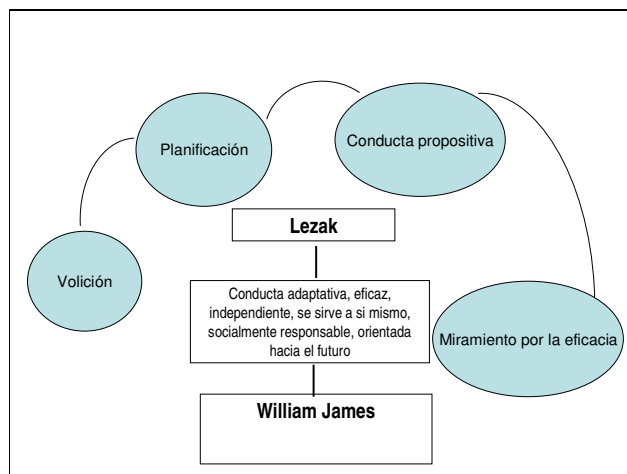 Planificación
Conducta propositiva
Volición
Lezak
Conducta adaptativa, eficaz,
independiente, se sirve a si mismo,
socialmente responsable, orientada
hacia el futuro
Miramiento por la eficacia
William James